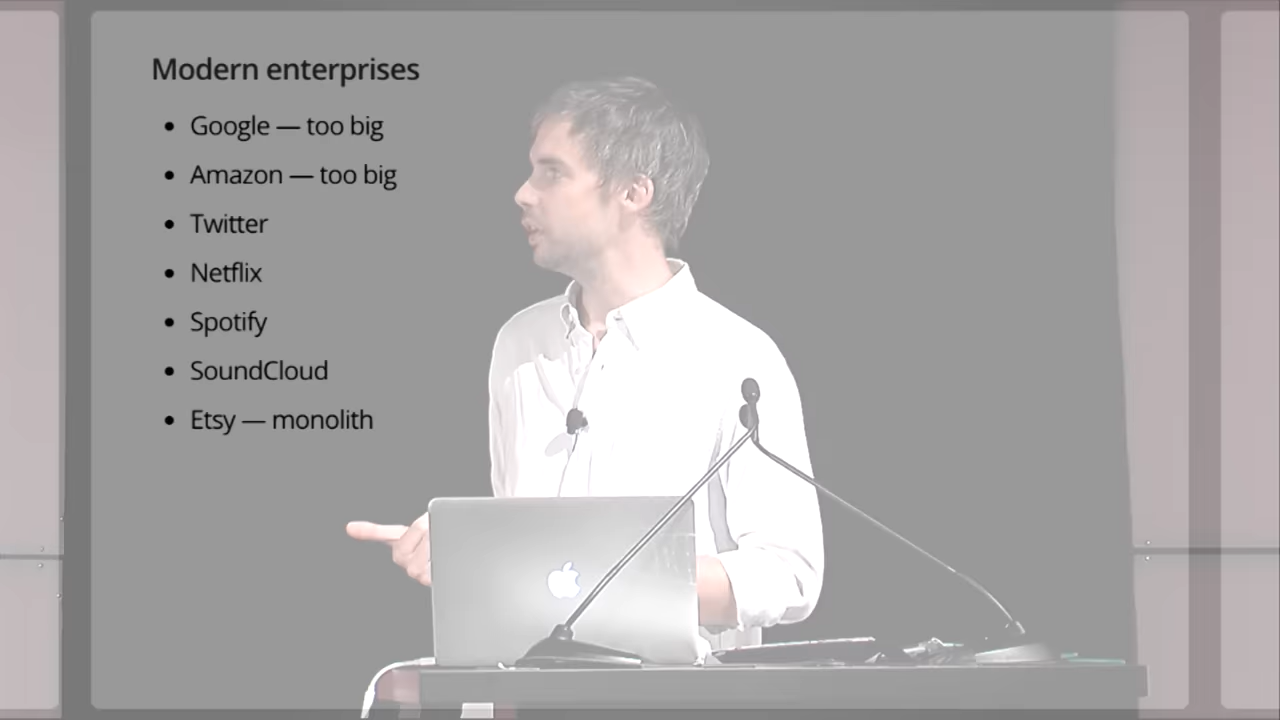 Modern enterprises
• Google — too big
• Amazon — too big
• Twitter
• Netflix
• Spotify
• SoundCloud
• Etsy — monolith